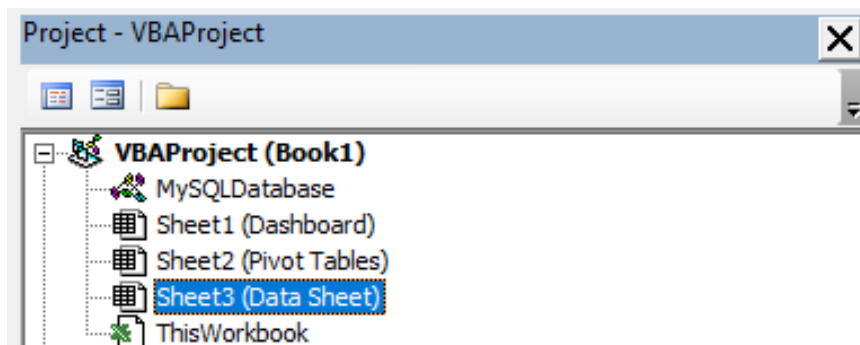 Project - VBAProject
VBAProject (Book1)
MySQLDatabase
Sheet1 (Dashboard)
Sheet2 (Pivot Tables)
Sheet3 (Data Sheet)
ThisWorkbook